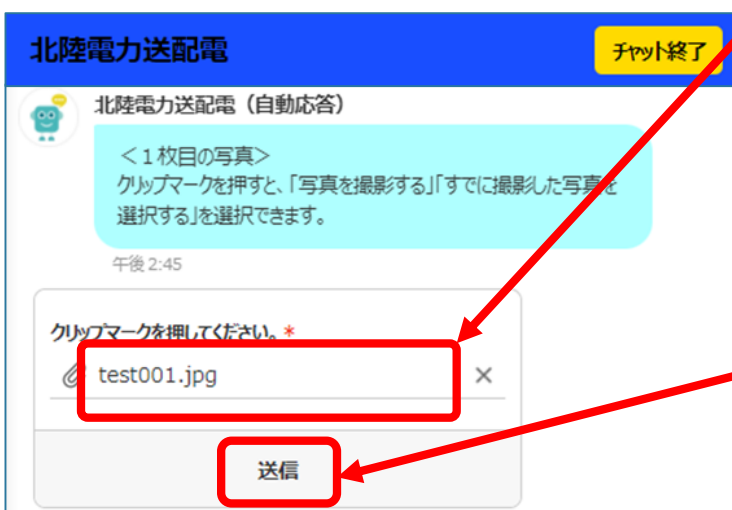 北陸電力送配電
チャット終了
北陸電力送配電（自動応答）
＜１枚目の写真＞
クリップマークを押すと、「写真を撮影する」「すでに撮影した写真を
選択する」を選択できます。
午後 2:45
クリップマークを押してください。*
test001.jpg
×
送信